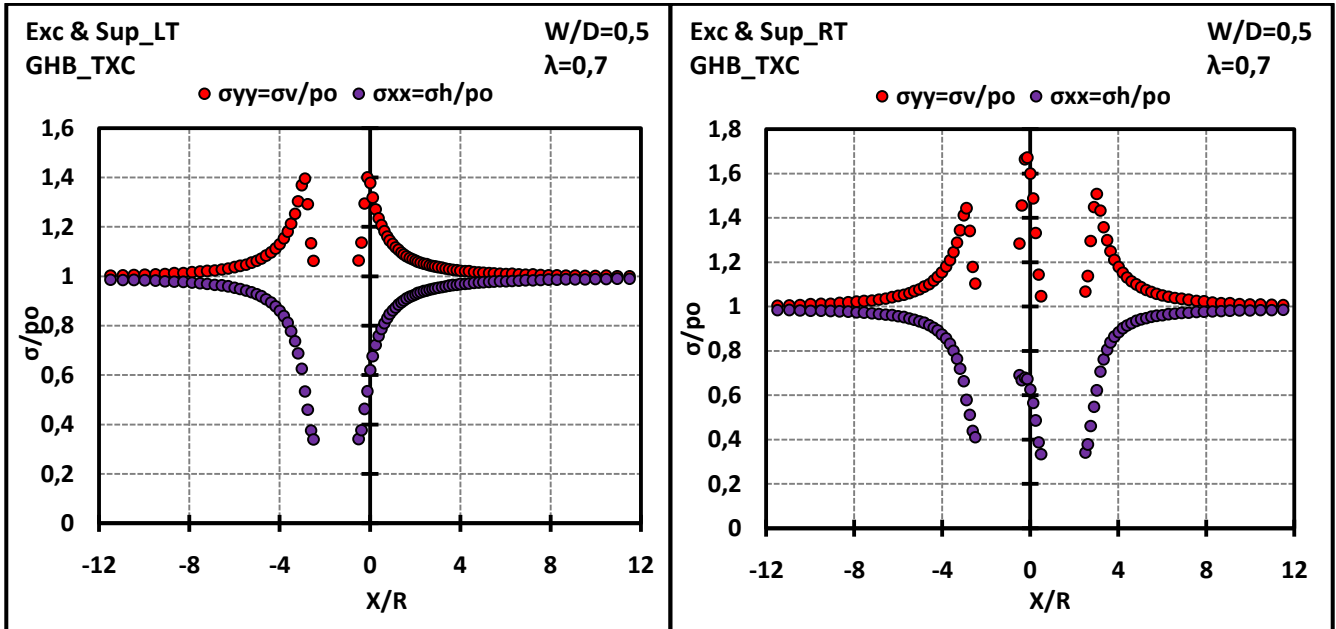 Exc & Sup_LT W/D=0,5
GHB_TXC λ=0,7
σyy=σv/po σxx=σh/po
1,6
1,4
1,2
1
0,8
0,6
0,4
0,2
0
σ/po
-12 -8 -4 0 4 8 12
X/R
Exc & Sup_RT W/D=0,5
GHB_TXC λ=0,7
σyy=σv/po σxx=σh/po
1,8
1,6
1,4
1,2
1
0,8
0,6
0,4
0,2
0
σ/po
-12 -8 -4 0 4 8 12
X/R